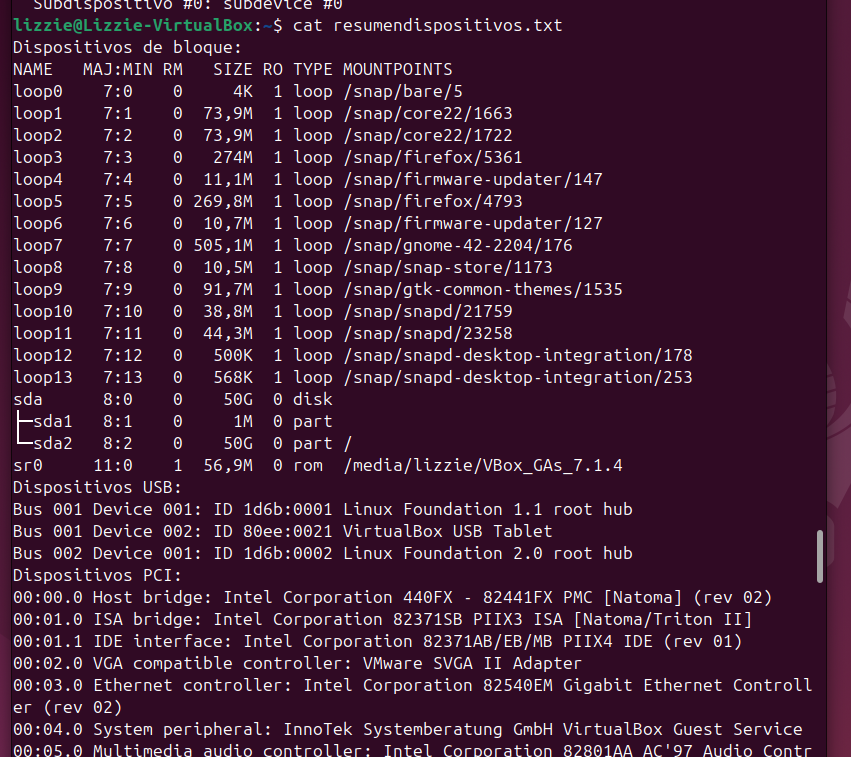 Subdispositivo #0: subdevice #0
lizzie@Lizzie-VirtualBox:~$ cat resumendispositivos.txt
Dispositivos de bloque:
NAME   MAJ:MIN RM   SIZE RO TYPE MOUNTPOINTS
loop0    7:0    0     4K  1 loop /snap/bare/5
loop1    7:1    0  73,9M  1 loop /snap/core22/1663
loop2    7:2    0  73,9M  1 loop /snap/core22/1722
loop3    7:3    0   274M  1 loop /snap/firefox/5361
loop4    7:4    0  11,1M  1 loop /snap/firmware-updater/147
loop5    7:5    0 269,8M  1 loop /snap/firefox/4793
loop6    7:6    0  10,7M  1 loop /snap/firmware-updater/127
loop7    7:7    0 505,1M  1 loop /snap/gnome-42-2204/176
loop8    7:8    0  10,5M  1 loop /snap/snap-store/1173
loop9    7:9    0  91,7M  1 loop /snap/gtk-common-themes/1535
loop10   7:10   0  38,8M  1 loop /snap/snapd/21759
loop11   7:11   0  44,3M  1 loop /snap/snapd/23258
loop12   7:12   0   500K  1 loop /snap/snapd-desktop-integration/178
loop13   7:13   0   568K  1 loop /snap/snapd-desktop-integration/253
sda      8:0    0    50G  0 disk
├─sda1   8:1    0     1M  0 part
└─sda2   8:2    0    50G  0 part /
sr0     11:0    1  56,9M  0 rom  /media/lizzie/VBox_GAs_7.1.4
Dispositivos USB:
Bus 001 Device 001: ID 1d6b:0001 Linux Foundation 1.1 root hub
Bus 001 Device 002: ID 80ee:0021 VirtualBox USB Tablet
Bus 002 Device 001: ID 1d6b:0002 Linux Foundation 2.0 root hub
Dispositivos PCI:
00:00.0 Host bridge: Intel Corporation 440FX - 82441FX PMC [Natoma] (rev 02)
00:01.0 ISA bridge: Intel Corporation 82371SB PIIX3 ISA [Natoma/Triton II]
00:01.1 IDE interface: Intel Corporation 82371AB/EB/MB PIIX4 IDE (rev 01)
00:02.0 VGA compatible controller: VMware SVGA II Adapter
00:03.0 Ethernet controller: Intel Corporation 82540EM Gigabit Ethernet Controll
er (rev 02)
00:04.0 System peripheral: InnoTek Systemberatung GmbH VirtualBox Guest Service
00:05.0 Multimedia audio controller: Intel Corporation 82801AA AC'97 Audio Contr